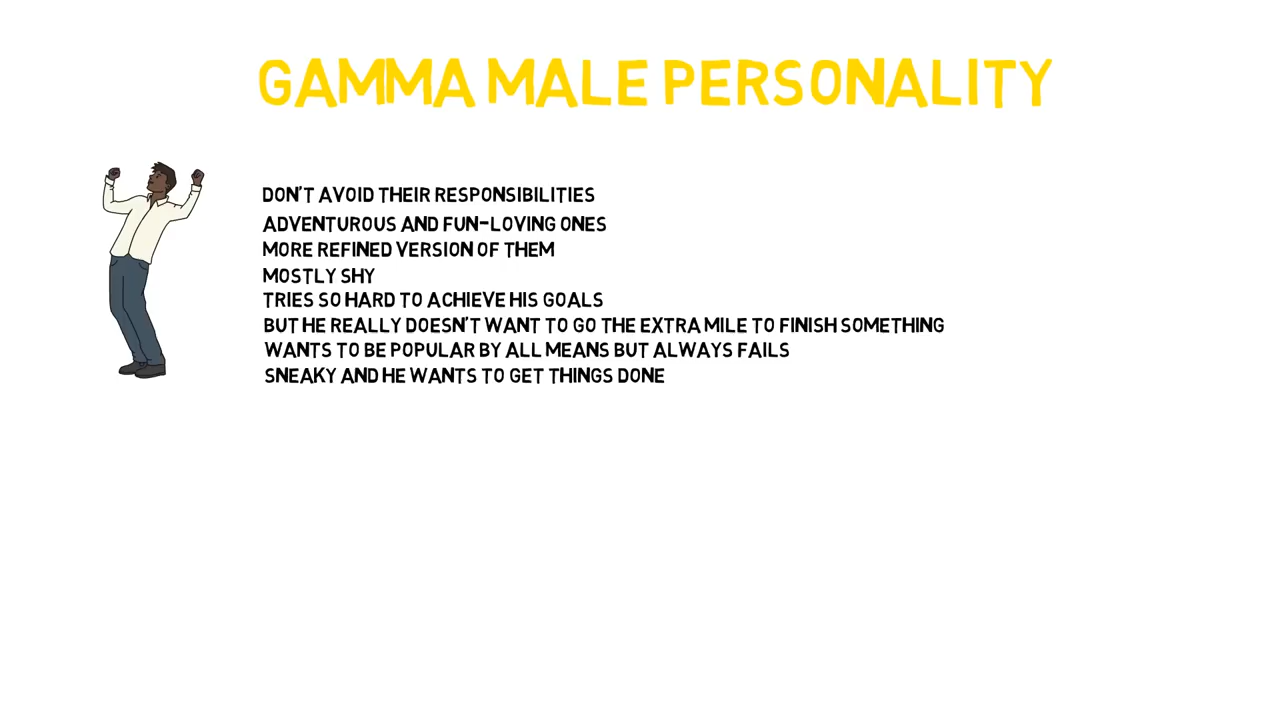 GAMMA MALE PERSONALITY
DON'T AVOID THEIR RESPONSIBILITIES
ADVENTUROUS AND FUN-LOVING ONES
MORE REFINED VERSION OF THEM
MOSTLY SHY
TRIES SO HARD TO ACHIEVE HIS GOALS
BUT HE REALLY DOESN'T WANT TO GO THE EXTRA MILE TO FINISH SOMETHING
WANTS TO BE POPULAR BY ALL MEANS BUT ALWAYS FAILS
SNEAKY AND HE WANTS TO GET THINGS DONE